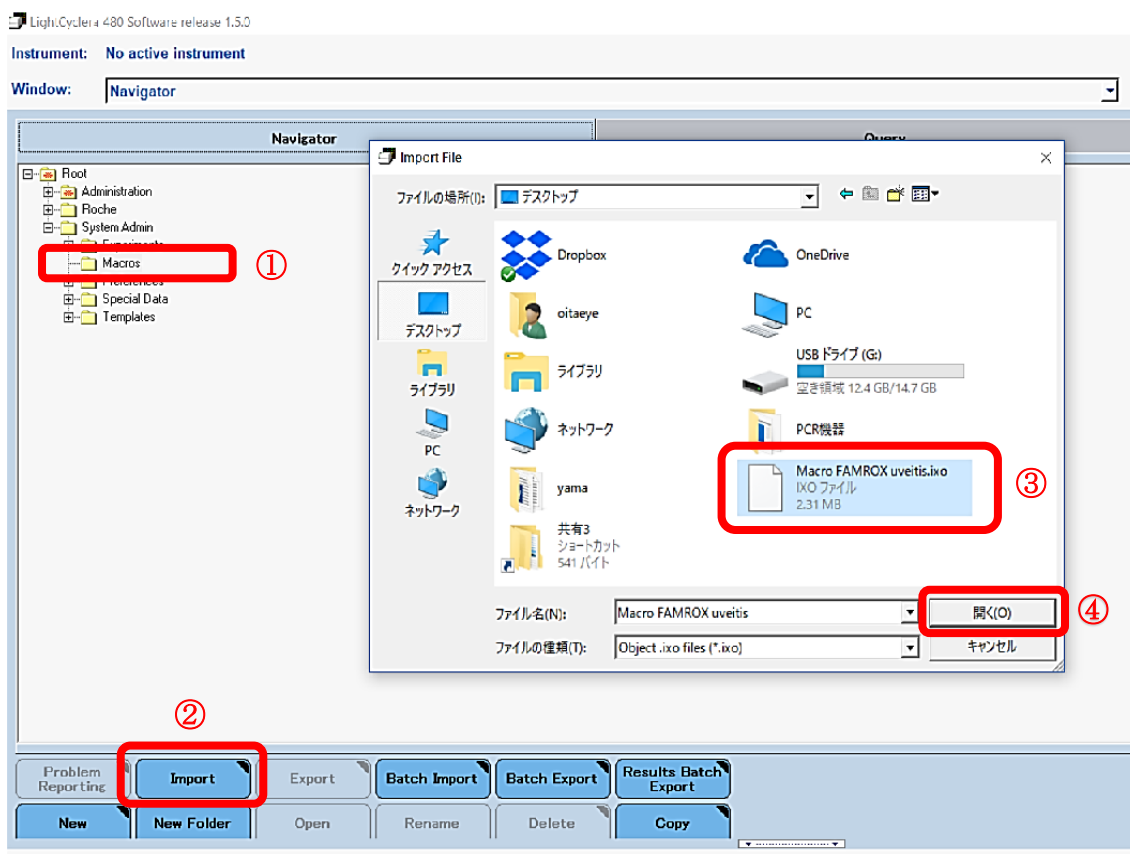 LightCycler® 480 Software release 1.5.0
Instrument: No active instrument
Window: Navigator
Navigator
Query
Root
Administration
Roche
System Admin
Experiments
Macros
Preferences
Special Data
Templates
①
Import File
ファイルの場所(I): デスクトップ
クイック アクセス
デスクトップ
ライブラリ
PC
ネットワーク
Dropbox
OneDrive
oitaeye
PC
ライブラリ
USB ドライブ (G:)
空き領域 12.4 GB/14.7 GB
ネットワーク
PCR機器
yama
Macro FAMROX uveitis.ixo
IXO ファイル
2.31 MB
③
共有3
ショートカット
541 バイト
ファイル名(N): Macro FAMROX uveitis 開く(O)
④
ファイルの種類(T): Object .ixo files (*.ixo) キャンセル
②
Problem
Reporting
Import
Export
Batch Import
Batch Export
Results Batch
Export
New
New Folder
Open
Rename
Delete
Copy